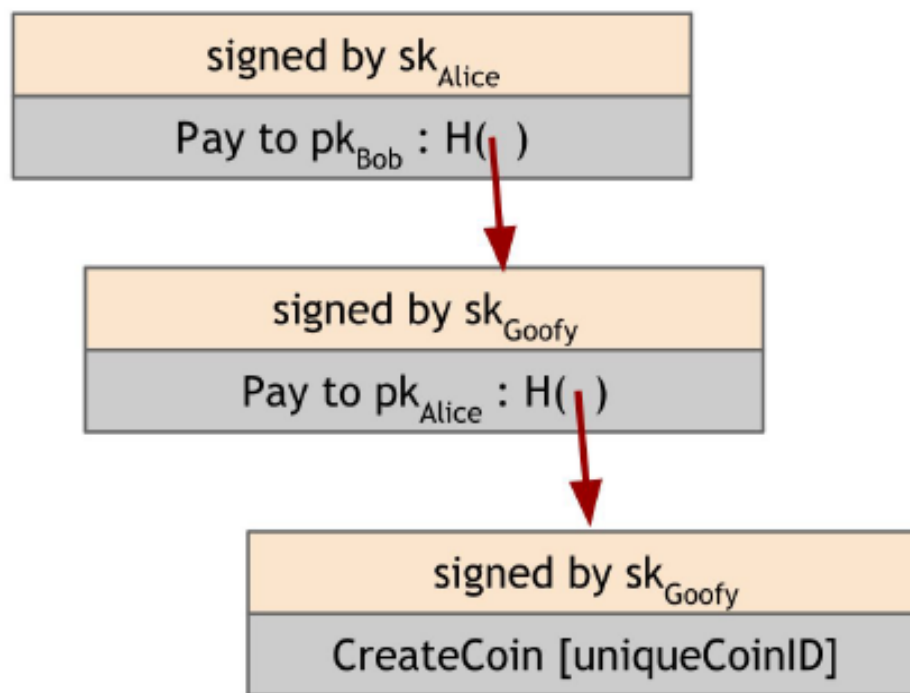 signed by skAlice
Pay to pkBob : H( )
signed by skGoofy
Pay to pkAlice : H( )
signed by skGoofy
CreateCoin [uniqueCoinID]